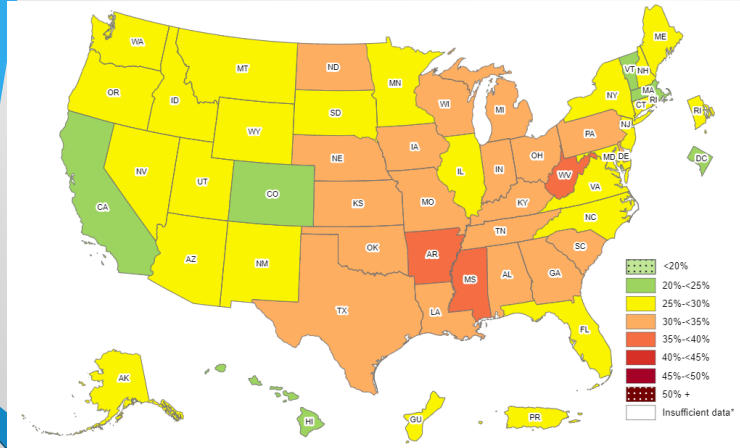 WA
ME
MT
ND
VT
NH
MN
OR
ID
WI
MI
NY
MA
RI
CT
RI
SD
WY
IA
PA
NJ
NE
OH
MD
DE
DC
NV
IL
IN
UT
WV
CO
VA
CA
KS
MO
KY
NC
TN
AZ
OK
AR
SC
NM
MS
AL
GA
TX
LA
FL
AK
HI
GU
PR
<20%
20%-<25%
25%-<30%
30%-<35%
35%-<40%
40%-<45%
45%-<50%
50% +
Insufficient data*